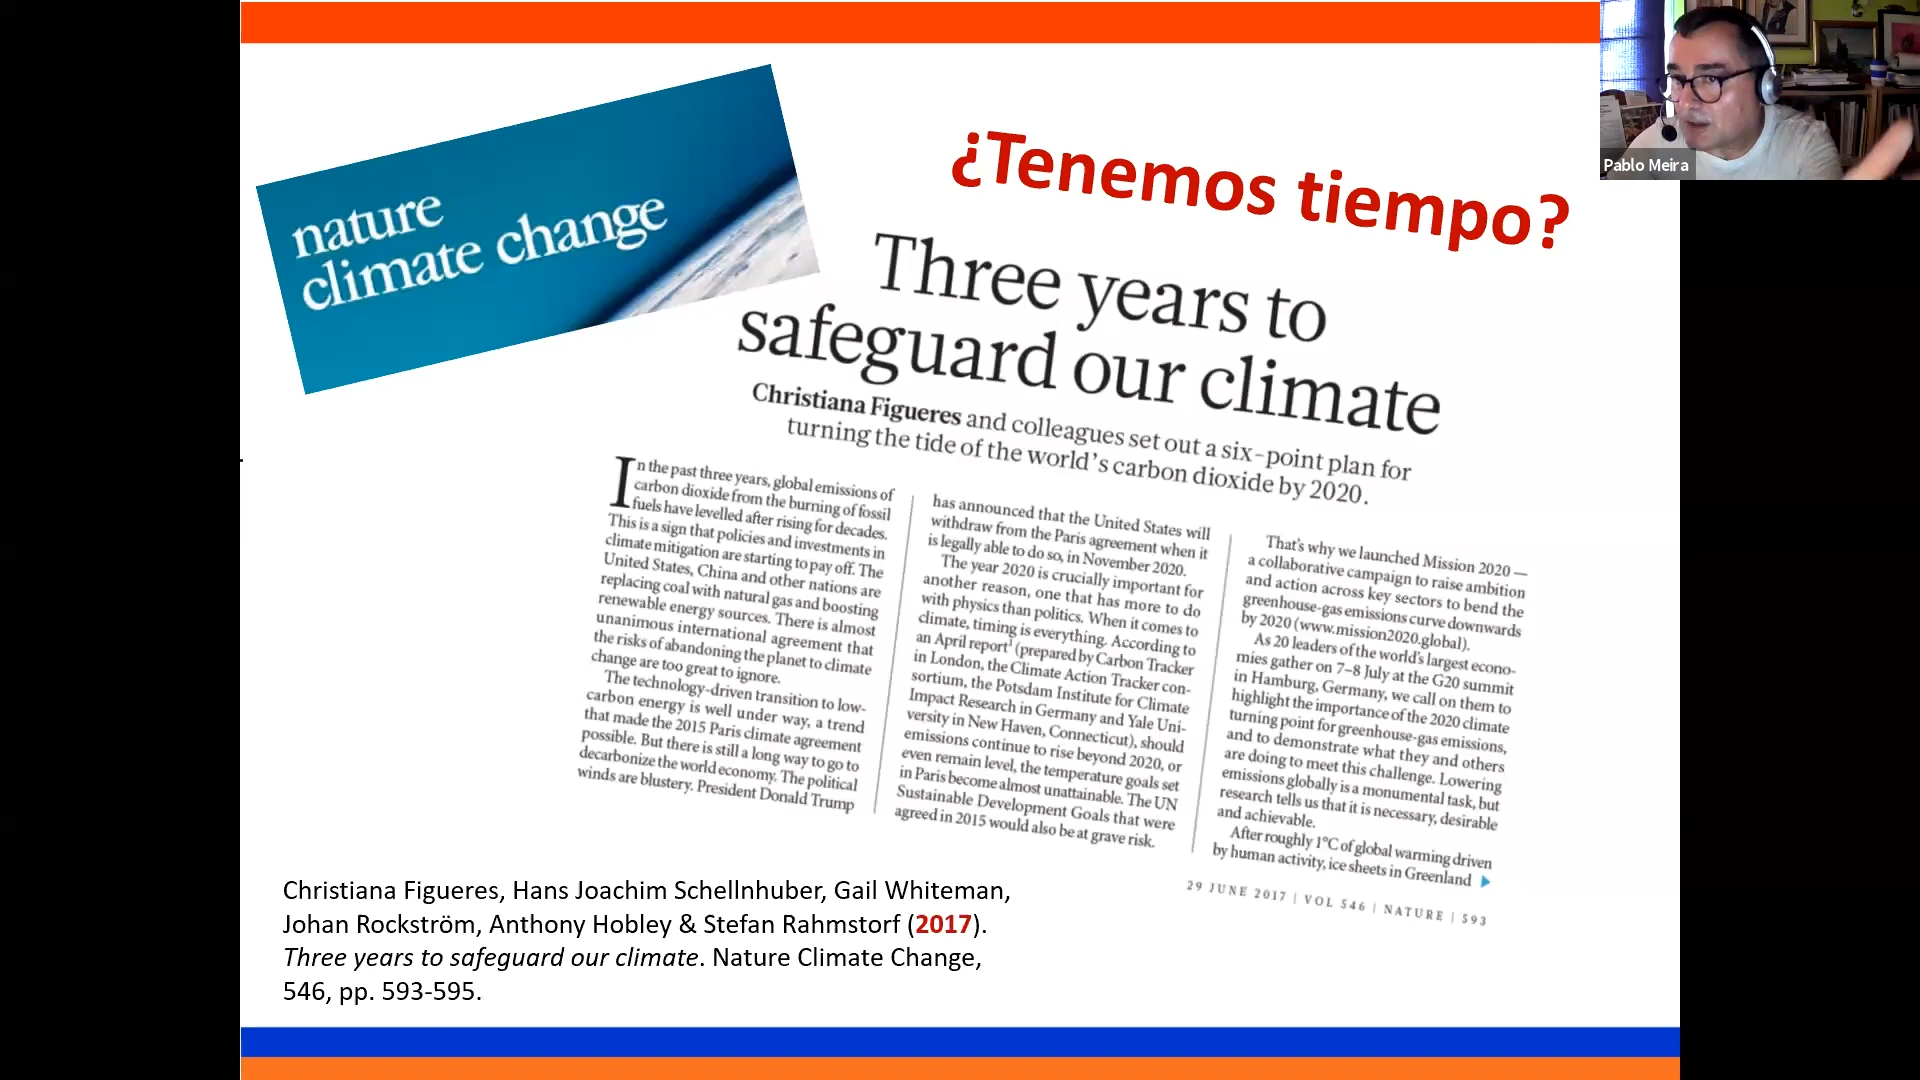 nature
climate change
¿Tenemos tiempo?
Three years to
safeguard our climate
Christiana Figueres and colleagues set out a six-point plan for
turning the tide of the world's carbon dioxide by 2020.
In the past three years, global emissions of
carbon dioxide from the burning of fossil
fuels have levelled after rising for decades.
This is a sign that policies and investments in
climate mitigation are starting to pay off. The
United States, China and other nations are
replacing coal with natural gas and boosting
renewable energy sources. There is almost
unanimous international agreement that
the risks of abandoning the planet to climate
change are too great to ignore.
The technology-driven transition to low-
carbon energy is well under way, a trend
that made the 2015 Paris climate agreement
possible. But there is still a long way to go to
decarbonize the world economy. The political
winds are blustery. President Donald Trump
has announced that the United States will
withdraw from the Paris agreement when it
is legally able to do so, in November 2020.
The year 2020 is crucially important for
another reason, one that has more to do
with physics than politics. When it comes to
climate, timing is everything. According to
an April report¹ (prepared by Carbon Tracker
in London, the Climate Action Tracker con-
sortium, the Potsdam Institute for Climate
Impact Research in Germany and Yale Uni-
versity in New Haven, Connecticut), should
emissions continue to rise beyond 2020, or
even remain level, the temperature goals set
in Paris become almost unattainable. The UN
Sustainable Development Goals that were
agreed in 2015 would also be at grave risk.
That's why we launched Mission 2020 —
a collaborative campaign to raise ambition
and action across key sectors to bend the
greenhouse-gas emissions curve downwards
by 2020 (www.mission2020.global).
As 20 leaders of the world's largest econo-
mies gather on 7–8 July at the G20 summit
in Hamburg, Germany, we call on them to
highlight the importance of the 2020 climate
turning point for greenhouse-gas emissions,
and to demonstrate what they and others
are doing to meet this challenge. Lowering
emissions globally is a monumental task, but
research tells us that it is necessary, desirable
and achievable.
After roughly 1°C of global warming driven
by human activity, ice sheets in Greenland
29 JUNE 2017 | VOL 546 | NATURE | 593
Christiana Figueres, Hans Joachim Schellnhuber, Gail Whiteman,
Johan Rockström, Anthony Hobley & Stefan Rahmstorf (2017).
Three years to safeguard our climate. Nature Climate Change,
546, pp. 593-595.
Pablo Meira